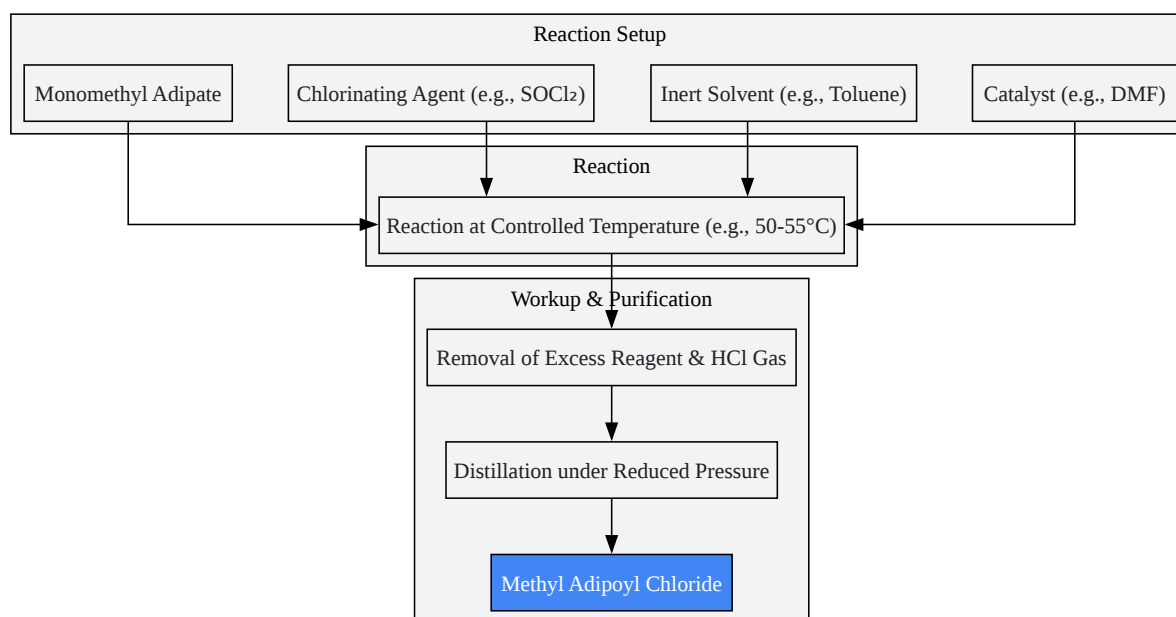 Reaction Setup
Monomethyl Adipate
Chlorinating Agent (e.g., SOCl₂)
Inert Solvent (e.g., Toluene)
Catalyst (e.g., DMF)
Reaction
Reaction at Controlled Temperature (e.g., 50-55°C)
Workup & Purification
Removal of Excess Reagent & HCl Gas
Distillation under Reduced Pressure
Methyl Adipoyl Chloride